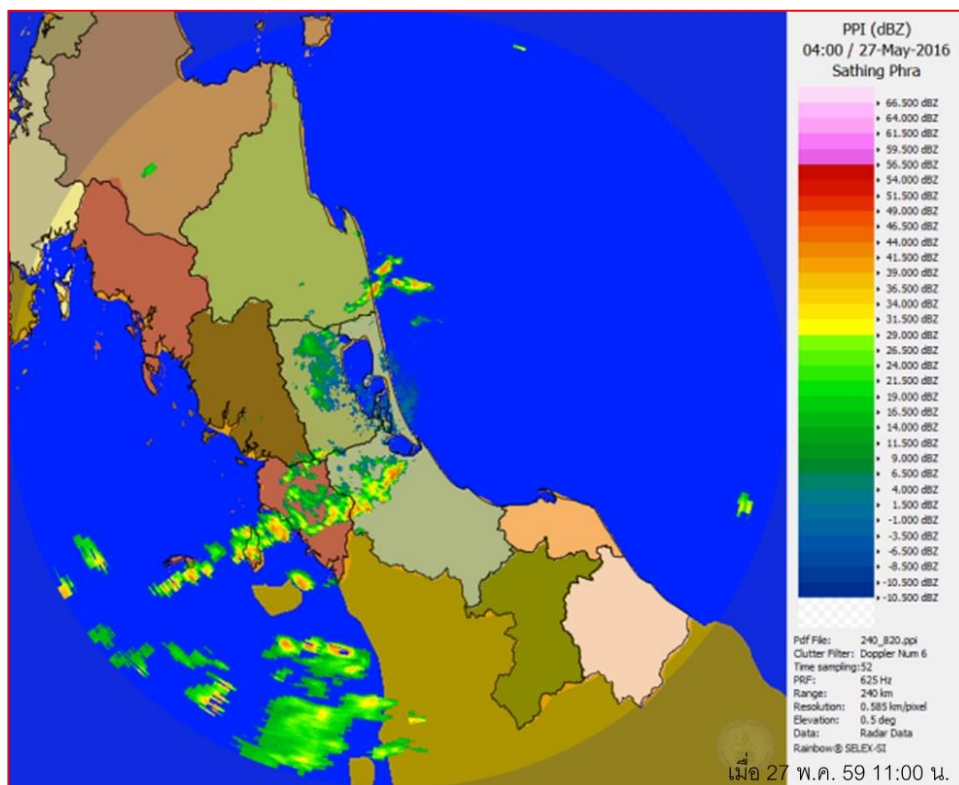 PPI (dBZ)
04:00 / 27-May-2016
Sathing Phra
66.500 dBZ
64.000 dBZ
61.500 dBZ
59.500 dBZ
56.500 dBZ
54.000 dBZ
51.500 dBZ
49.000 dBZ
46.500 dBZ
44.000 dBZ
41.500 dBZ
39.000 dBZ
36.500 dBZ
34.000 dBZ
31.500 dBZ
29.000 dBZ
26.500 dBZ
24.000 dBZ
21.500 dBZ
19.000 dBZ
16.500 dBZ
14.000 dBZ
11.500 dBZ
9.000 dBZ
6.500 dBZ
4.000 dBZ
1.500 dBZ
-1.000 dBZ
-3.500 dBZ
-6.500 dBZ
-8.500 dBZ
-10.500 dBZ
-10.500 dBZ
Pdf File: 240_820.ppi
Clutter Filter: Doppler Num 6
Time sampling:52
PRF: 625 Hz
Range: 240 km
Resolution: 0.585 km/pixel
Elevation: 0.5 deg
Data: Radar Data
Rainbow® SELEX-SI
เมื่อ 27 พ.ค. 59 11:00 น.